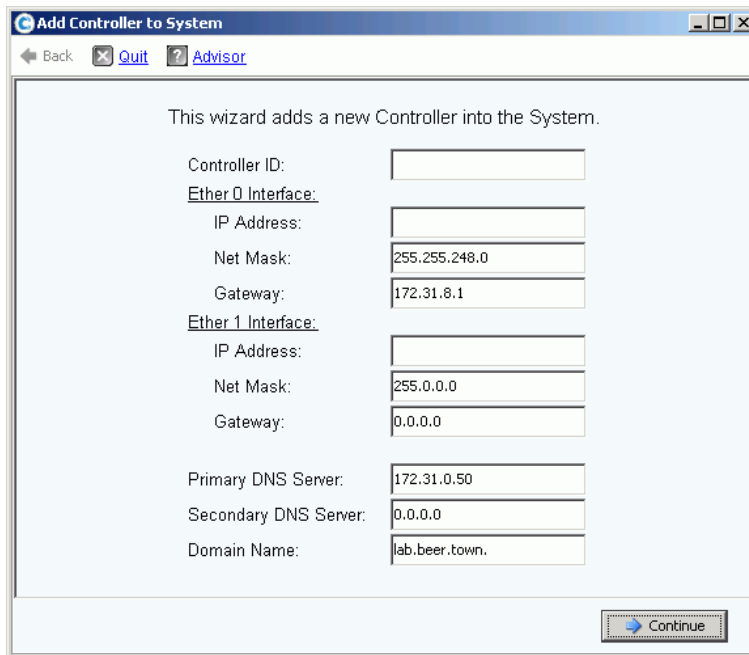 Add Controller to System
Back Quit ? Advisor
This wizard adds a new Controller into the System.
Controller ID:
Ether 0 Interface:
IP Address:
Net Mask: 255.255.248.0
Gateway: 172.31.8.1
Ether 1 Interface:
IP Address:
Net Mask: 255.0.0.0
Gateway: 0.0.0.0
Primary DNS Server: 172.31.0.50
Secondary DNS Server: 0.0.0.0
Domain Name: lab.beer.town.
Continue